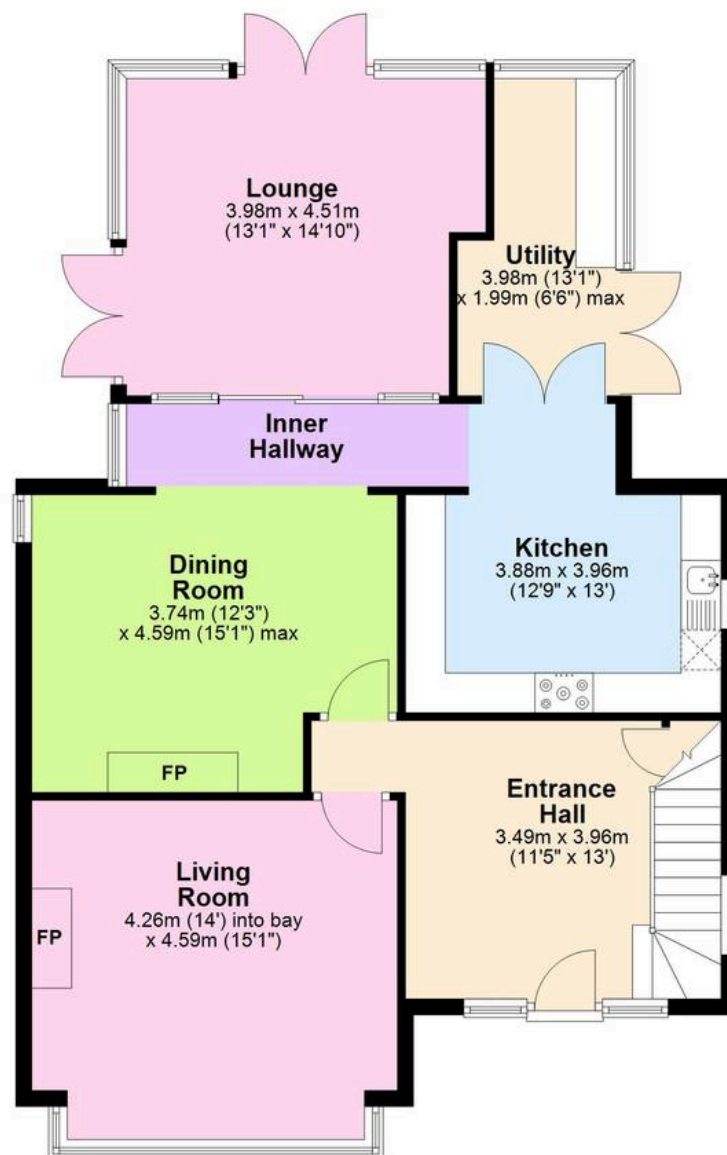 Lounge
3.98m x 4.51m
(13'1" x 14'10")
Utility
3.98m (13'1")
x 1.99m (6'6") max
Inner
Hallway
Dining
Room
3.74m (12'3")
x 4.59m (15'1") max
Kitchen
3.88m x 3.96m
(12'9" x 13')
FP
Entrance
Hall
3.49m x 3.96m
(11'5" x 13')
Living
Room
4.26m (14') into bay
x 4.59m (15'1")
FP